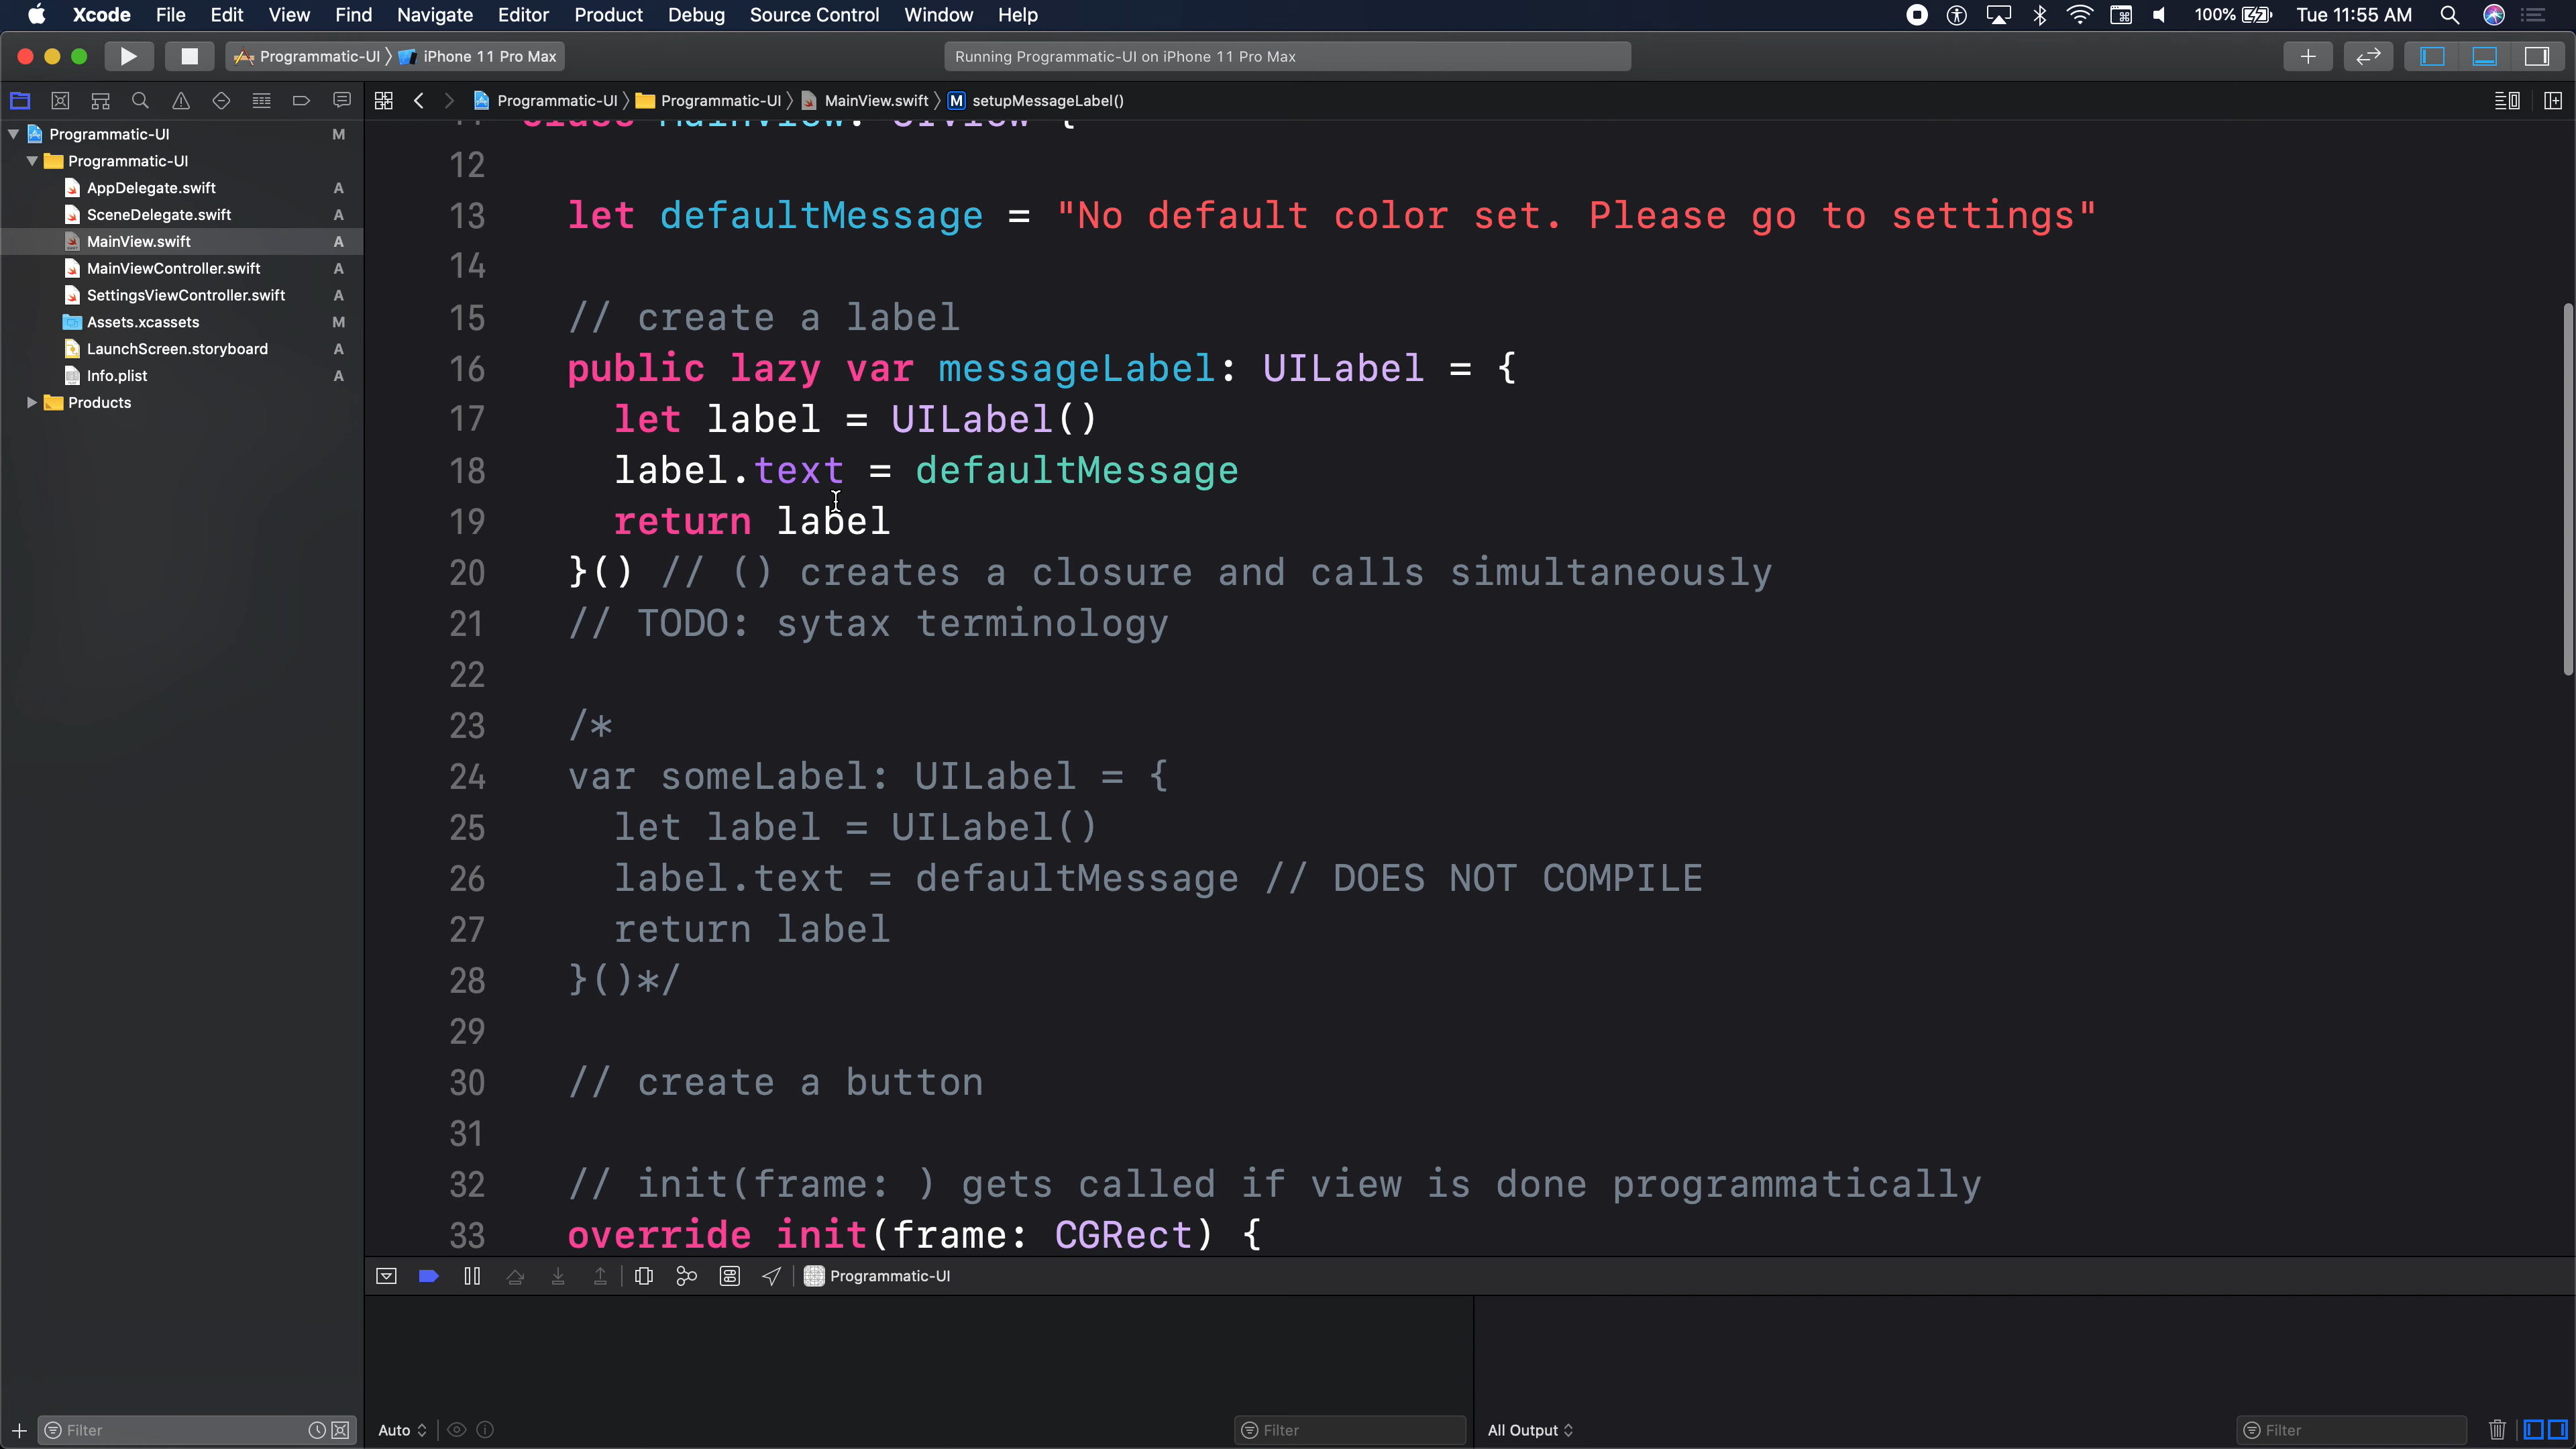 Xcode File Edit View Find Navigate Editor Product Debug Source Control Window Help 100% Tue 11:55 AM
Programmatic-UI iPhone 11 Pro Max Running Programmatic-UI on iPhone 11 Pro Max
Programmatic-UI Programmatic-UI MainView.swift M setupMessageLabel()
Programmatic-UI M
Programmatic-UI
AppDelegate.swift A
SceneDelegate.swift A
MainView.swift A
MainViewController.swift A
SettingsViewController.swift A
Assets.xcassets M
LaunchScreen.storyboard A
Info.plist A
Products
11 class MainView: UIView {
12
13 let defaultMessage = "No default color set. Please go to settings"
14
15 // create a label
16 public lazy var messageLabel: UILabel = {
17 let label = UILabel()
18 label.text = defaultMessage
19 return label
20 }() // () creates a closure and calls simultaneously
21 // TODO: sytax terminology
22
23 /*
24 var someLabel: UILabel = {
25 let label = UILabel()
26 label.text = defaultMessage // DOES NOT COMPILE
27 return label
28 }()*/
29
30 // create a button
31
32 // init(frame: ) gets called if view is done programmatically
33 override init(frame: CGRect) {
Programmatic-UI
Filter Auto Filter All Output Filter